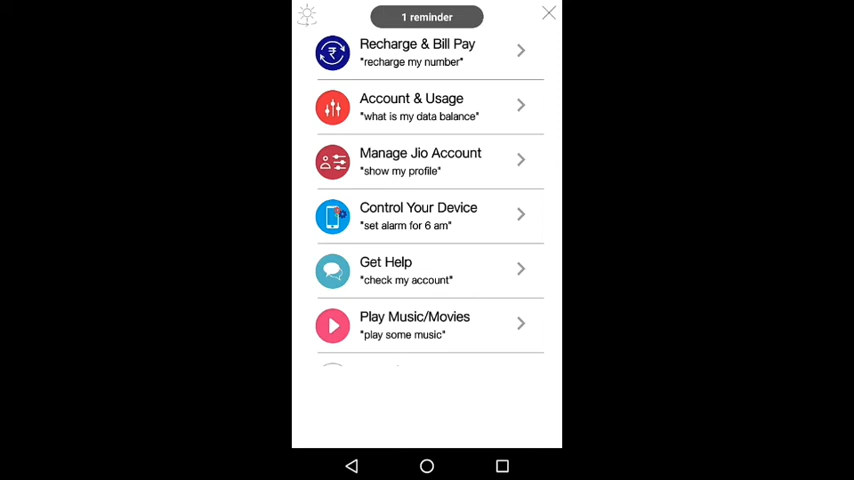 1 reminder
Recharge & Bill Pay
"recharge my number"
Account & Usage
"what is my data balance"
Manage Jio Account
"show my profile"
Control Your Device
"set alarm for 6 am"
Get Help
"check my account"
Play Music/Movies
"play some music"